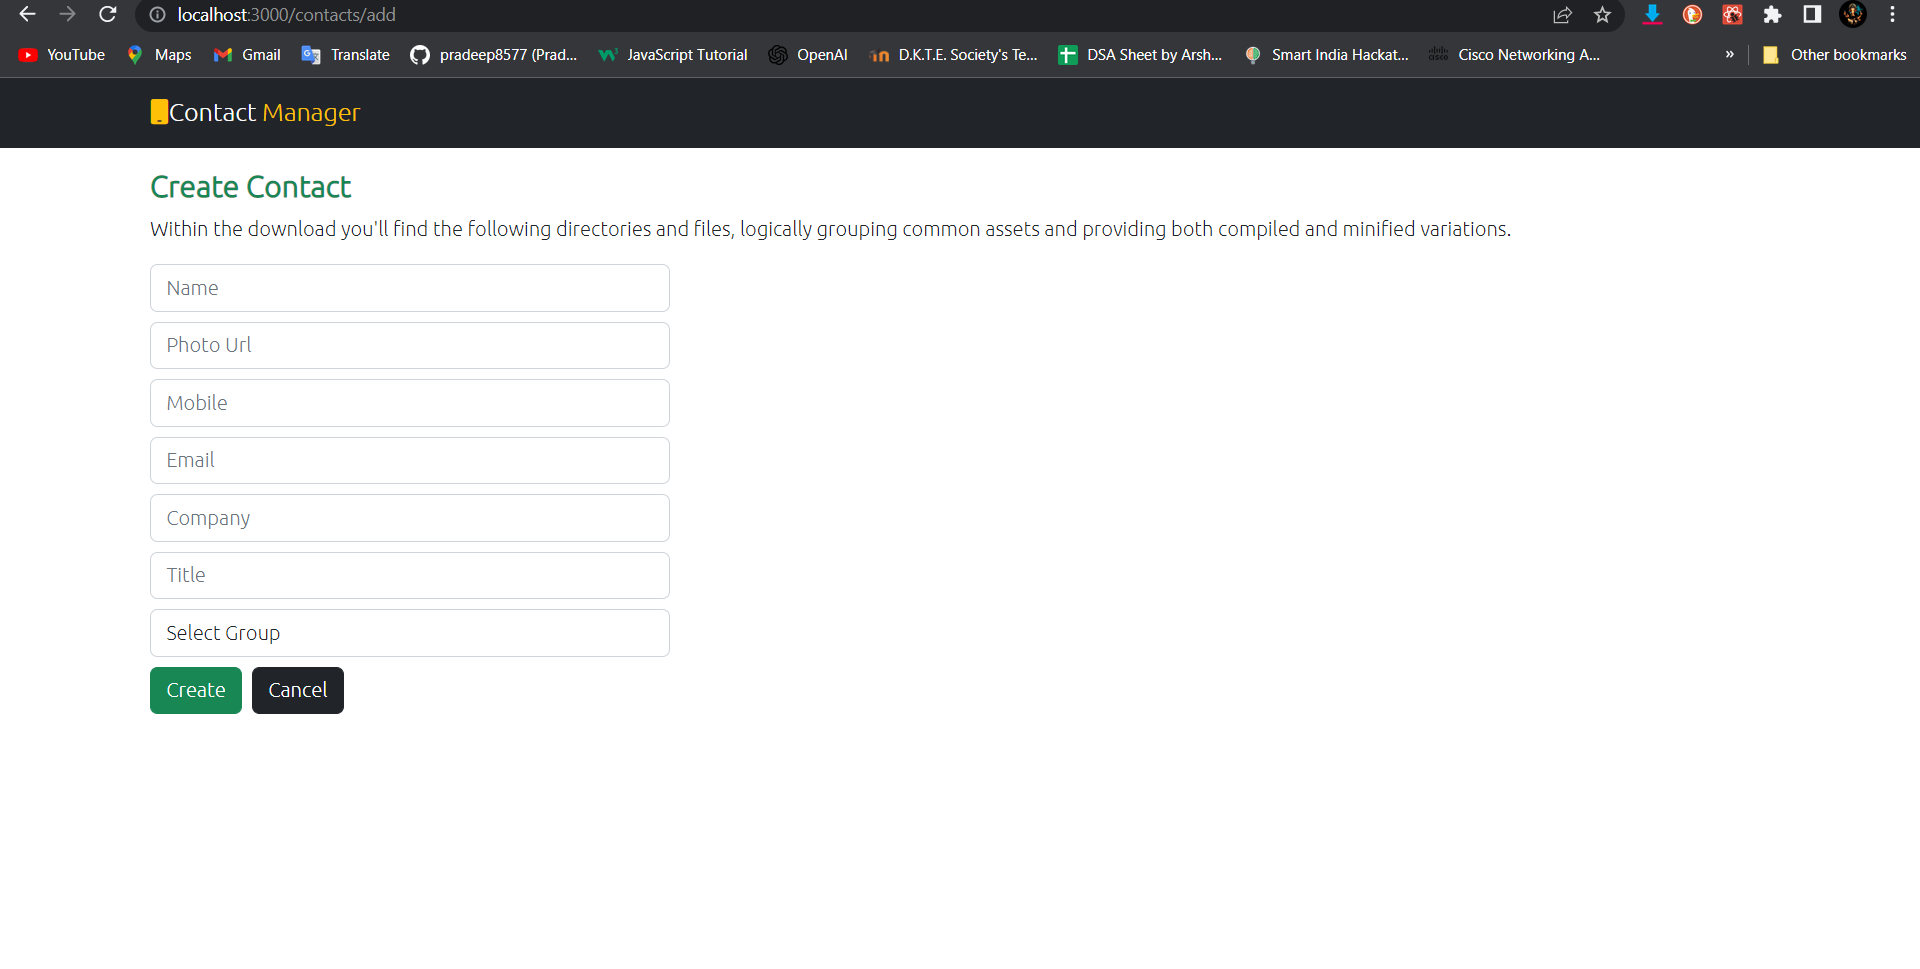 localhost:3000/contacts/add
YouTube Maps Gmail Translate pradeep8577 (Prad... JavaScript Tutorial OpenAI D.K.T.E. Society's Te... DSA Sheet by Arsh... Smart India Hackat... Cisco Networking A... » Other bookmarks
Contact Manager
Create Contact
Within the download you'll find the following directories and files, logically grouping common assets and providing both compiled and minified variations.
Name
Photo Url
Mobile
Email
Company
Title
Select Group
Create Cancel